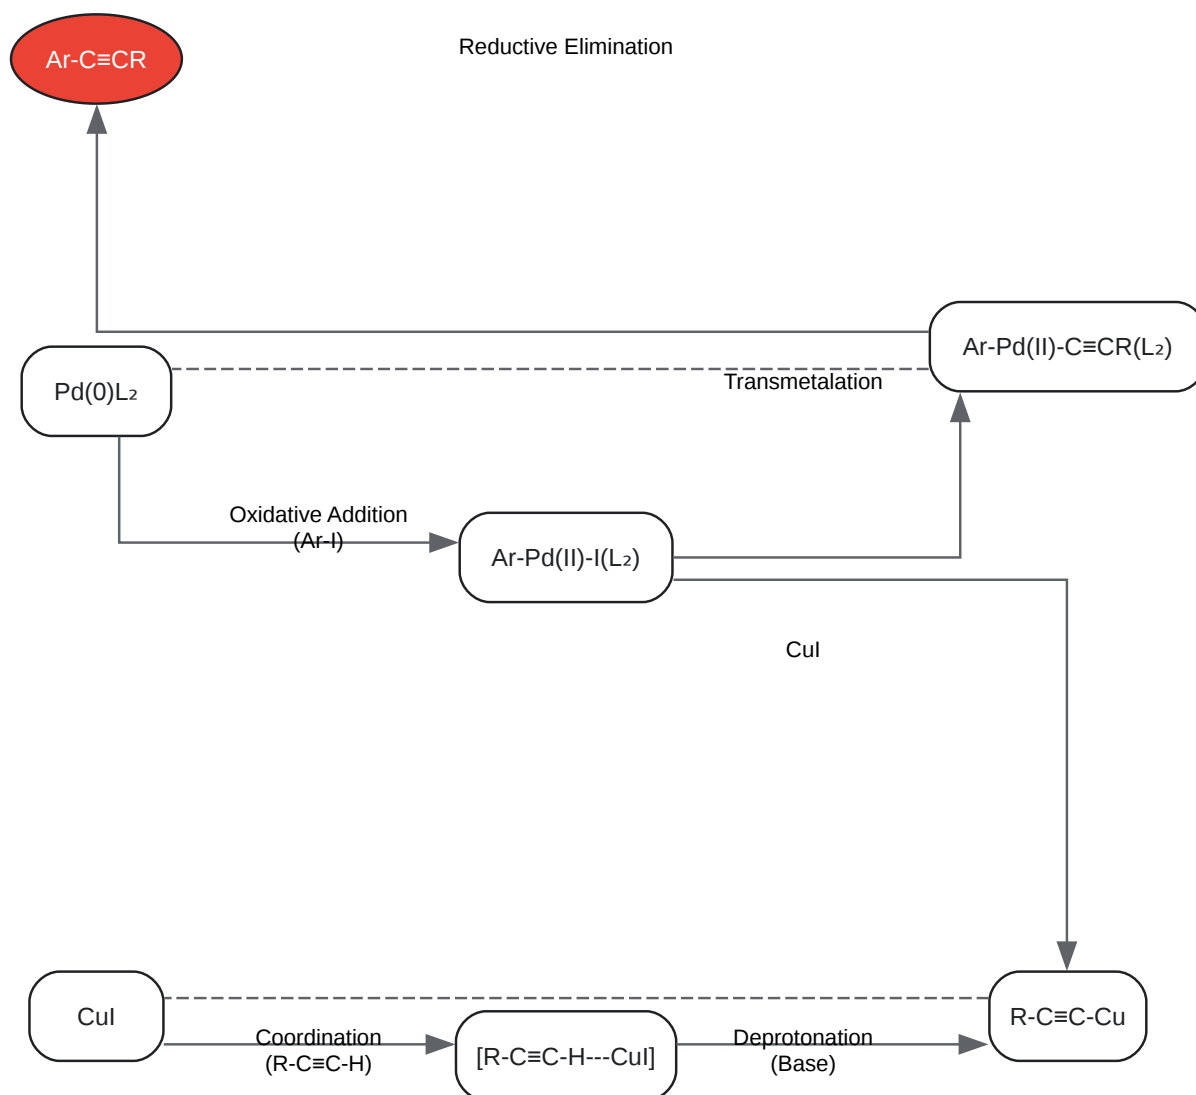 Ar-C≡CR
Reductive Elimination
Ar-Pd(II)-C≡CR(L₂)
Pd(0)L₂
Transmetalation
Oxidative Addition
(Ar-I)
Ar-Pd(II)-I(L₂)
CuI
CuI
R-C≡C-Cu
Coordination
(R-C≡C-H)
[R-C≡C-H---CuI]
Deprotonation
(Base)